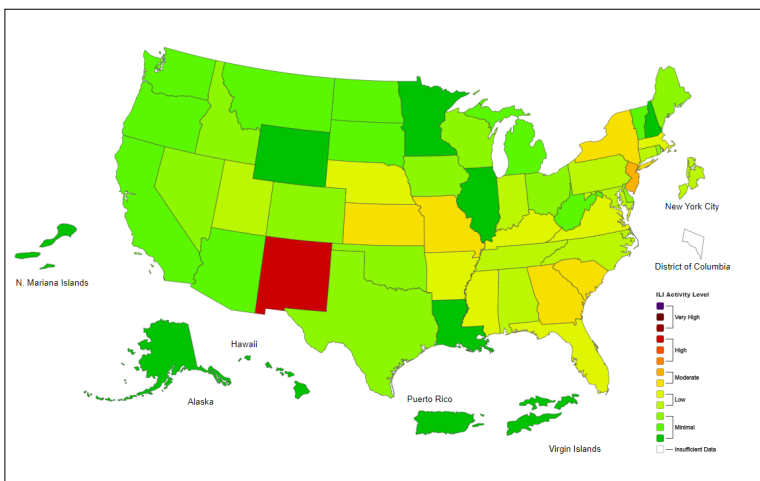 New York City
District of Columbia
N. Mariana Islands
ILI Activity Level
Very High
High
Moderate
Low
Minimal
Insufficient Data
Hawaii
Alaska
Puerto Rico
Virgin Islands